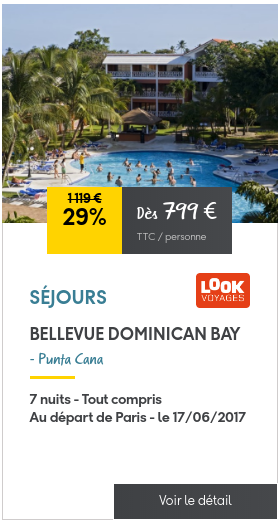 1 119 €
29%
Dès 799 €
TTC / personne
LOOK
VOYAGES
SÉJOURS
BELLEVUE DOMINICAN BAY
- Punta Cana
7 nuits - Tout compris
Au départ de Paris - le 17/06/2017
Voir le détail